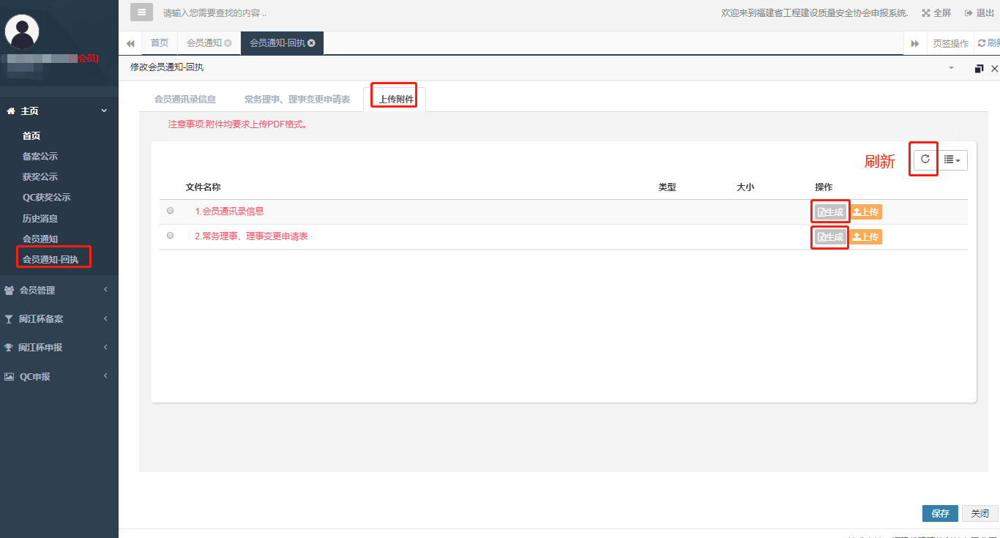 请输入您需要查找的内容 ..
欢迎来到福建省工程建设质量安全协会申报系统.
全屏
退出
首页
会员通知
会员通知-回执
页签操作
会员]
修改会员通知-回执
会员通讯录信息
常务理事、理事变更申请表
上传附件
注意事项:附件均要求上传PDF格式。
刷新
文件名称 类型 大小 操作
1.会员通讯录信息 生成 上传
2.常务理事、理事变更申请表 生成 上传
主页
首页
备案公示
获奖公示
QC获奖公示
历史消息
会员通知
会员通知-回执
会员管理
闽江杯备案
闽江杯申报
QC申报
保存
关闭